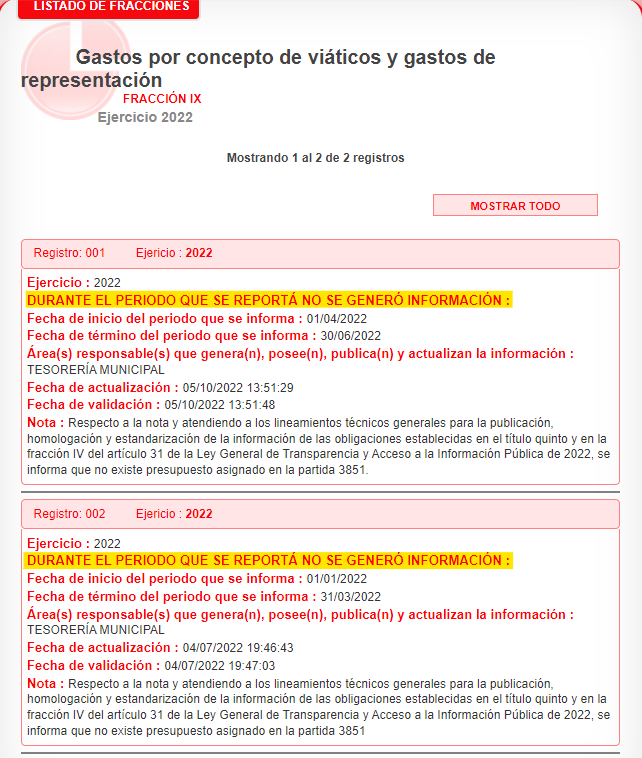 LISTADO DE FRACCIONES
Gastos por concepto de viáticos y gastos de
representación
FRACCIÓN IX
Ejercicio 2022
Mostrando 1 al 2 de 2 registros
MOSTRAR TODO
Registro: 001 Ejericio : 2022
Ejercicio : 2022
DURANTE EL PERIODO QUE SE REPORTÁ NO SE GENERÓ INFORMACIÓN :
Fecha de inicio del periodo que se informa : 01/04/2022
Fecha de término del periodo que se informa : 30/06/2022
Área(s) responsable(s) que genera(n), posee(n), publica(n) y actualizan la información :
TESORERÍA MUNICIPAL
Fecha de actualización : 05/10/2022 13:51:29
Fecha de validación : 05/10/2022 13:51:48
Nota : Respecto a la nota y atendiendo a los lineamientos técnicos generales para la publicación,
homologación y estandarización de la información de las obligaciones establecidas en el título quinto y en la
fracción IV del artículo 31 de la Ley General de Transparencia y Acceso a la Información Pública de 2022, se
informa que no existe presupuesto asignado en la partida 3851.
Registro: 002 Ejericio : 2022
Ejercicio : 2022
DURANTE EL PERIODO QUE SE REPORTÁ NO SE GENERÓ INFORMACIÓN :
Fecha de inicio del periodo que se informa : 01/01/2022
Fecha de término del periodo que se informa : 31/03/2022
Área(s) responsable(s) que genera(n), posee(n), publica(n) y actualizan la información :
TESORERÍA MUNICIPAL
Fecha de actualización : 04/07/2022 19:46:43
Fecha de validación : 04/07/2022 19:47:03
Nota : Respecto a la nota y atendiendo a los lineamientos técnicos generales para la publicación,
homologación y estandarización de la información de las obligaciones establecidas en el título quinto y en la
fracción IV del artículo 31 de la Ley General de Transparencia y Acceso a la Información Pública de 2022, se
informa que no existe presupuesto asignado en la partida 3851